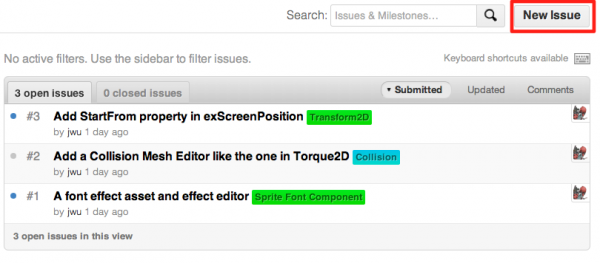 Search: Issues & Milestones... New Issue
No active filters. Use the sidebar to filter issues. Keyboard shortcuts available
3 open issues 0 closed issues ▾ Submitted Updated Comments
#3 Add StartFrom property in exScreenPosition Transform2D
by jwu 1 day ago
#2 Add a Collision Mesh Editor like the one in Torque2D Collision
by jwu 1 day ago
#1 A font effect asset and effect editor Sprite Font Component
by jwu 1 day ago
3 open issues in this view